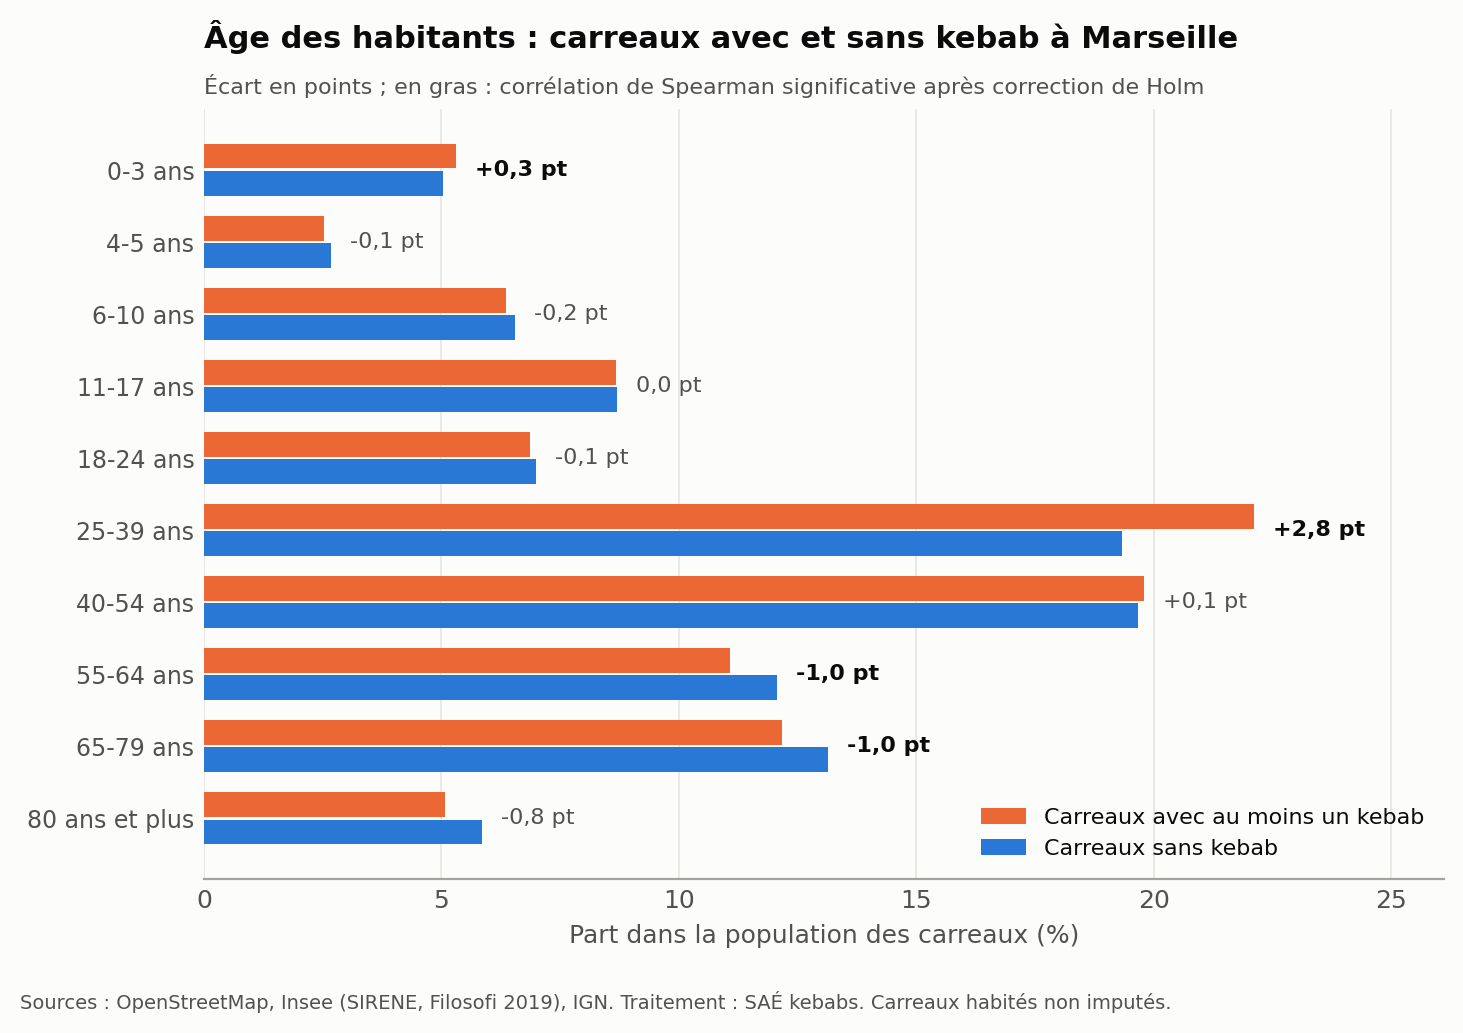 Âge des habitants : carreaux avec et sans kebab à Marseille
Écart en points ; en gras : corrélation de Spearman significative après correction de Holm
0-3 ans
+0,3 pt
4-5 ans
-0,1 pt
6-10 ans
-0,2 pt
11-17 ans
0,0 pt
18-24 ans
-0,1 pt
25-39 ans
+2,8 pt
40-54 ans
+0,1 pt
55-64 ans
-1,0 pt
65-79 ans
-1,0 pt
80 ans et plus
-0,8 pt
Carreaux avec au moins un kebab
Carreaux sans kebab
0 5 10 15 20 25
Part dans la population des carreaux (%)
Sources : OpenStreetMap, Insee (SIRENE, Filosofi 2019), IGN. Traitement : SAÉ kebabs. Carreaux habités non imputés.